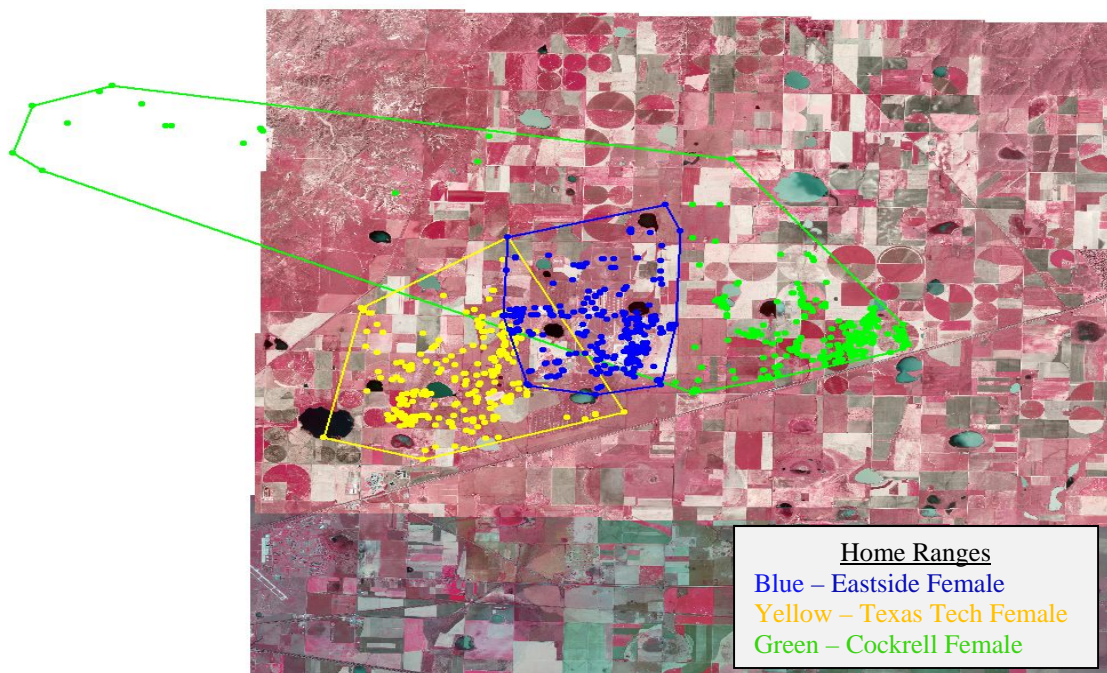 Home Ranges
Blue – Eastside Female
Yellow – Texas Tech Female
Green – Cockrell Female